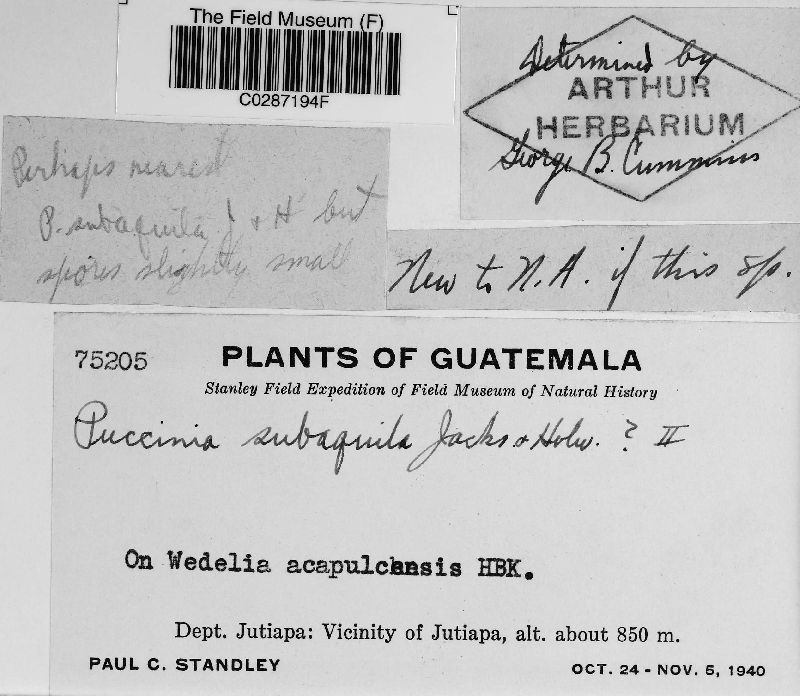 The Field Museum (F)
C0287194F
Determined by
ARTHUR
HERBARIUM
George B. Cummins
Perhaps nearest
P. subaquila J & H but
spores slightly small
New to N.A. if this sp.
75205
PLANTS OF GUATEMALA
Stanley Field Expedition of Field Museum of Natural History
Puccinia subaquila Jacks & Holw. ? II
On Wedelia acapulcensis HBK.
Dept. Jutiapa: Vicinity of Jutiapa, alt. about 850 m.
PAUL C. STANDLEY
OCT. 24 - NOV. 5, 1940